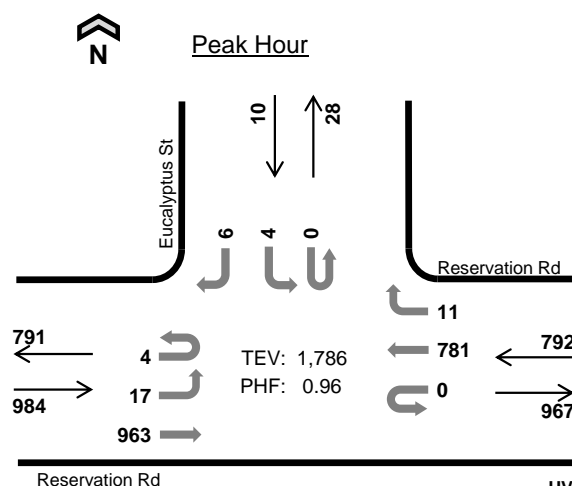 Peak Hour
N
10
28
Eucalyptus St
6
4
0
Reservation Rd
11
791
4
TEV: 1,786
781
792
984
17
PHF: 0.96
0
967
963
Reservation Rd